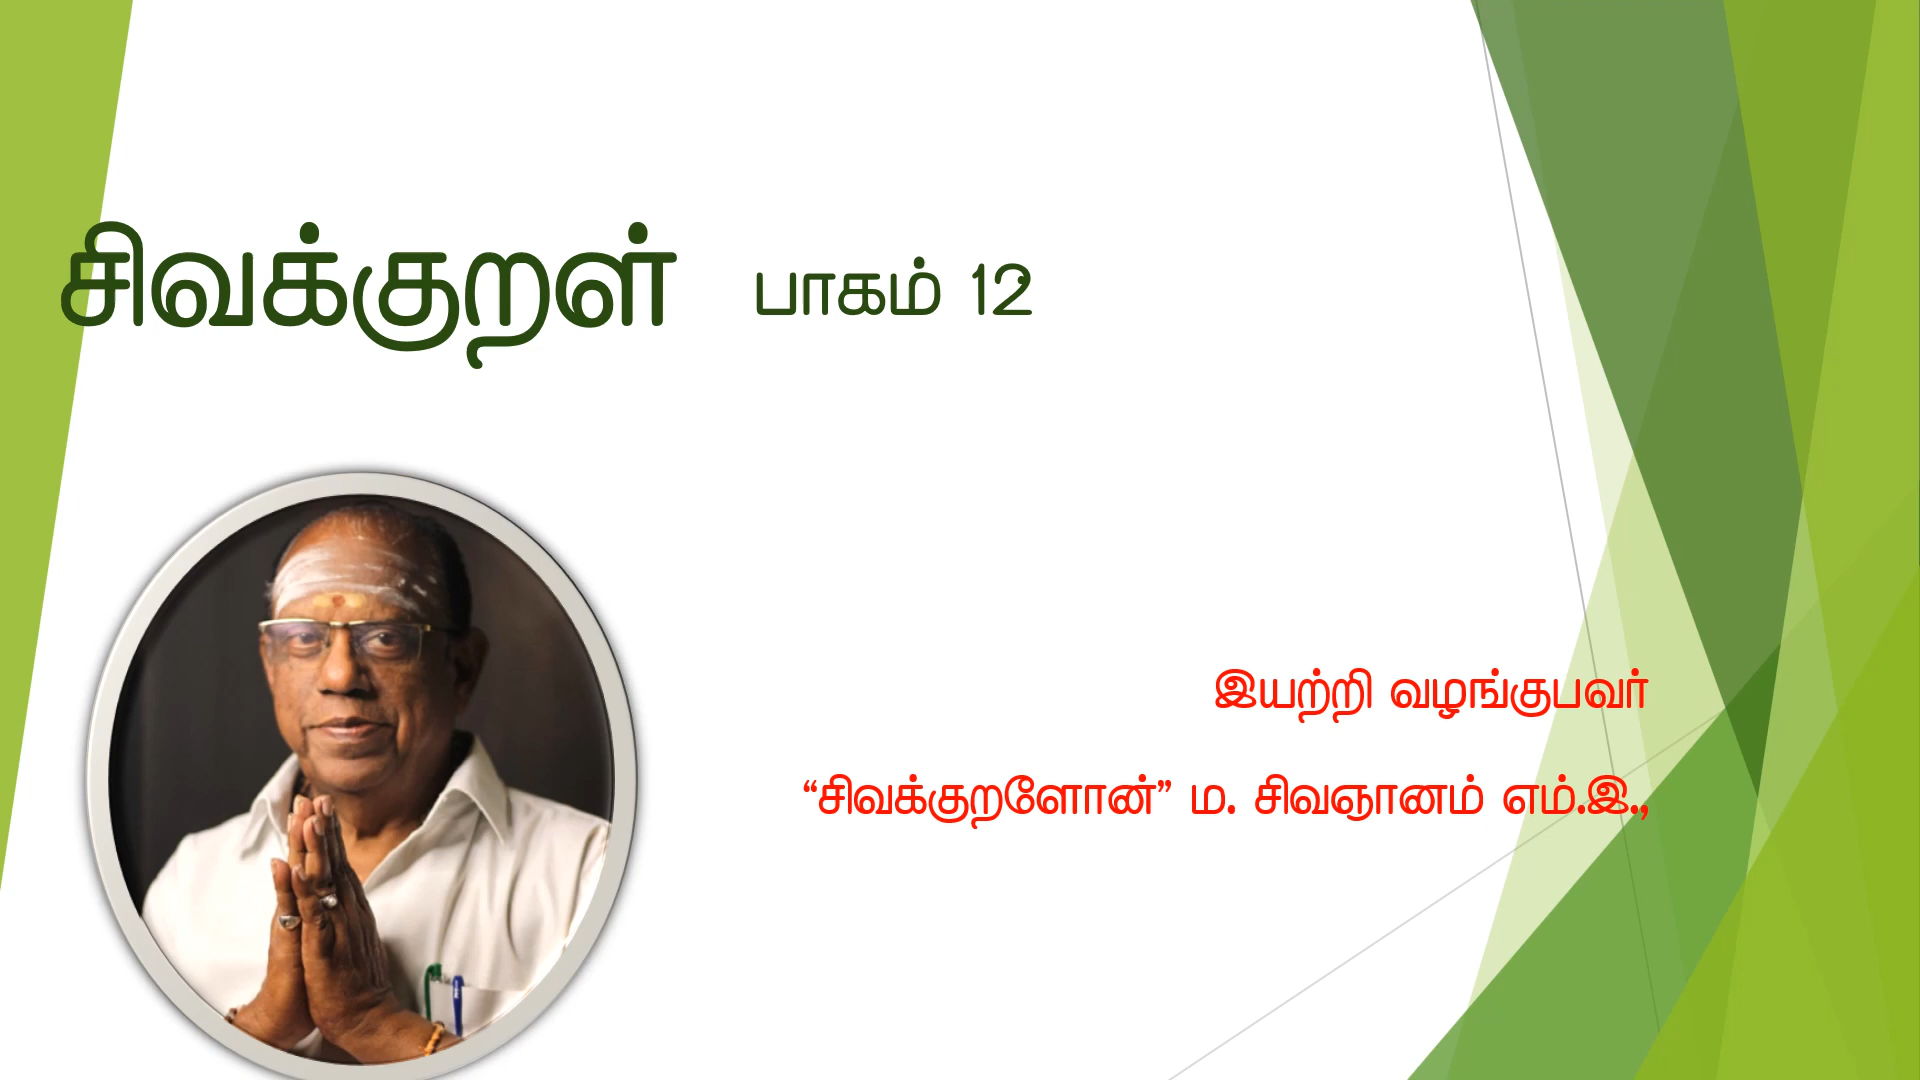 சிவக்குறள் பாகம் 12
இயற்றி வழங்குபவர்
“சிவக்குறளோன்” ம. சிவஞானம் எம்.இ.,